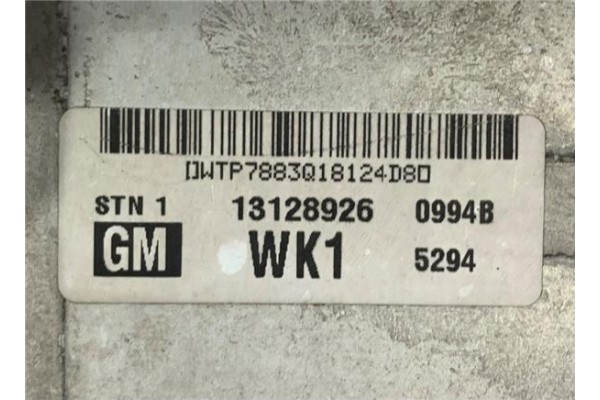 []WTP7883Q18124D8[]
STN 1 13128926 0994B
GM WK1 5294